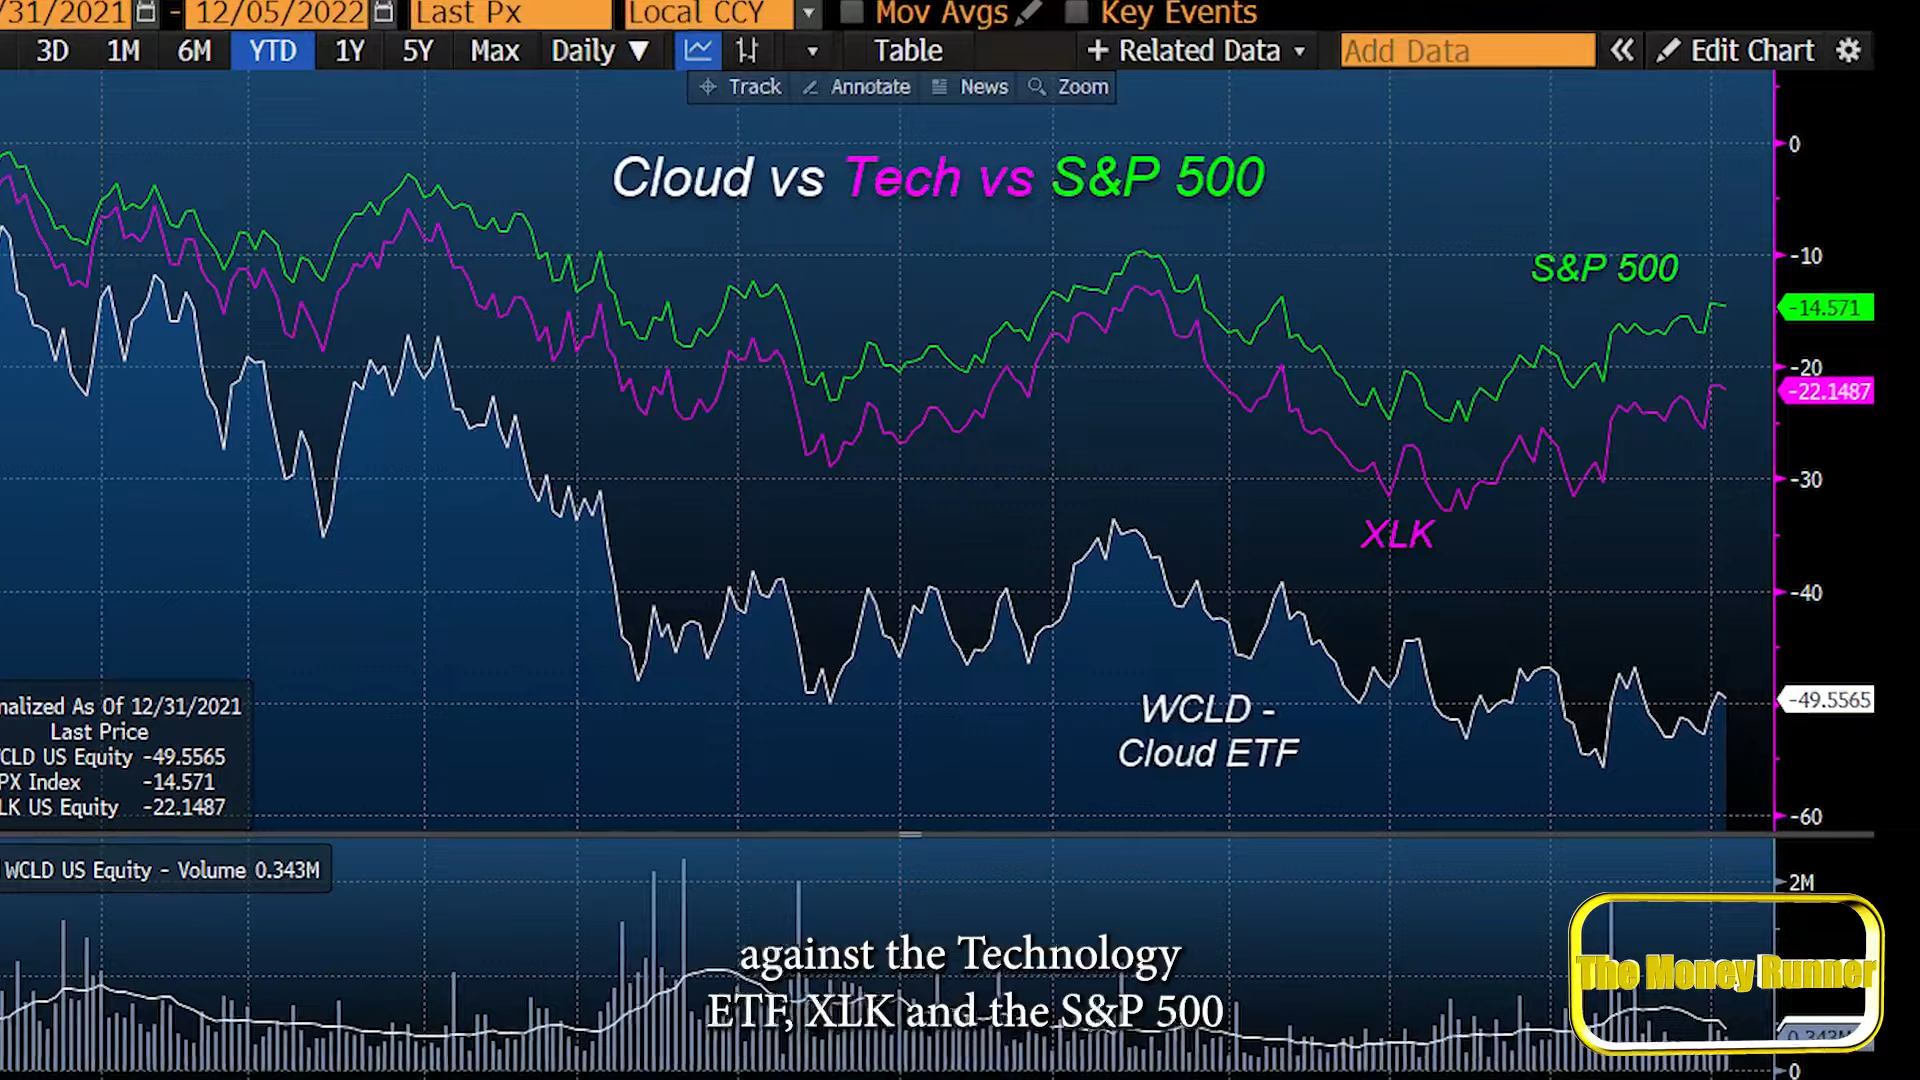 /31/2021 - 12/05/2022 Last Px Local CCY Mov Avgs Key Events
3D 1M 6M YTD 1Y 5Y Max Daily ▼ Table + Related Data Add Data « Edit Chart
Track Annotate News Zoom
Cloud vs Tech vs S&P 500
0
-10
S&P 500
-14.571
-20
-22.1487
-30
XLK
-40
WCLD -
Cloud ETF
-49.5565
-60
nalized As Of 12/31/2021
Last Price
CLD US Equity -49.5565
PX Index -14.571
LK US Equity -22.1487
WCLD US Equity - Volume 0.343M
2M
against the Technology
ETF, XLK and the S&P 500
The Money Runner
0.343M
0